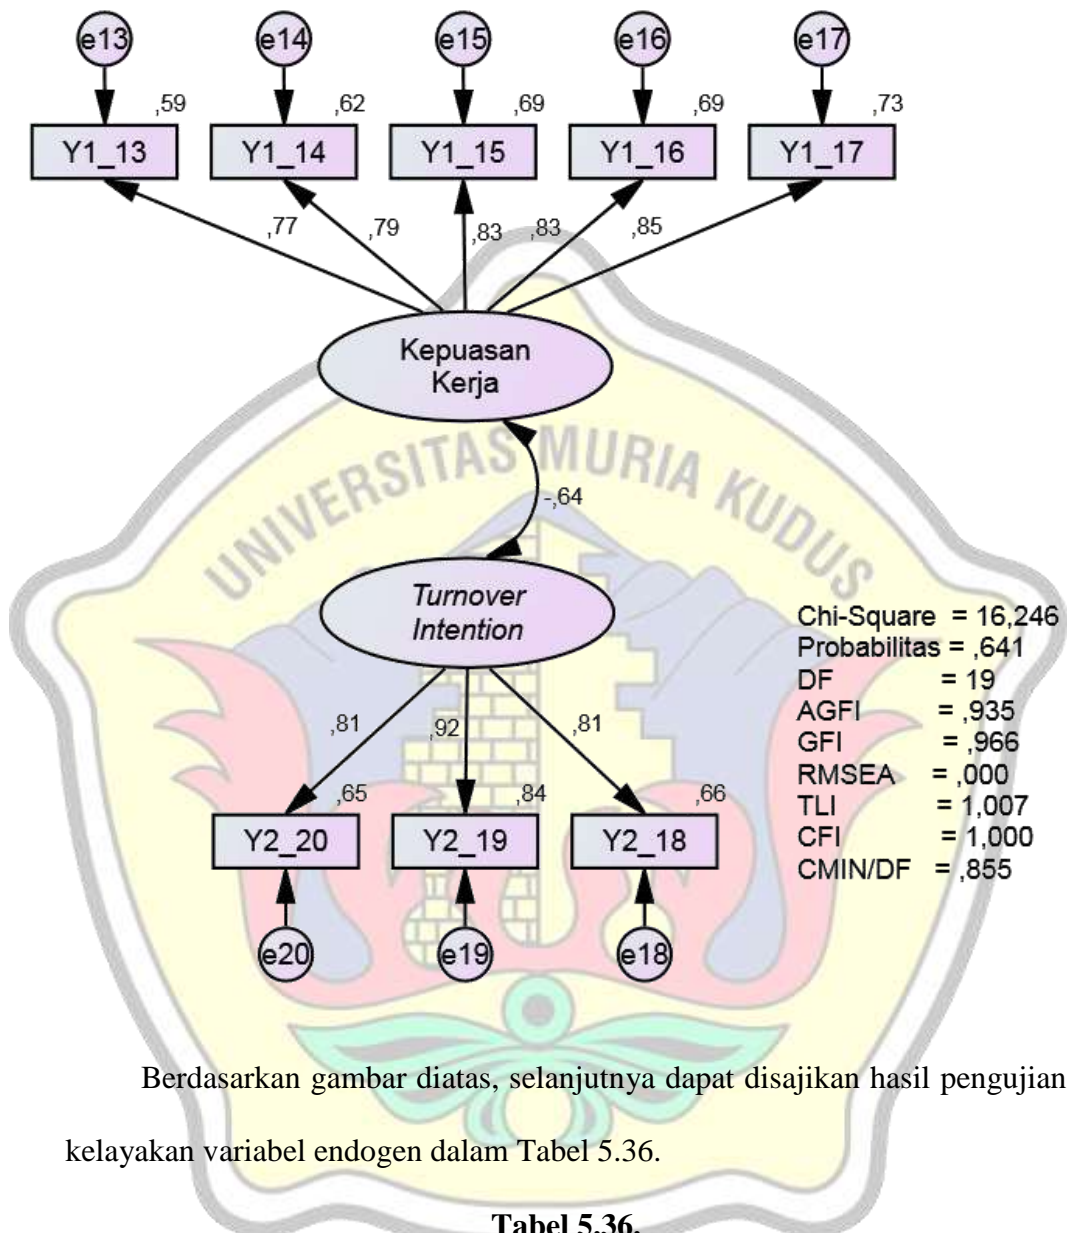 e13 e14 e15 e16 e17
,59 ,62 ,69 ,69 ,73
Y1_13 Y1_14 Y1_15 Y1_16 Y1_17
,77 ,79 ,83 ,83 ,85
Kepuasan
Kerja
UNIVERSITAS MURIA KUDUS
-,64
Turnover
Intention
Chi-Square = 16,246
Probabilitas = ,641
DF = 19
AGFI = ,935
GFI = ,966
RMSEA = ,000
TLI = 1,007
CFI = 1,000
CMIN/DF = ,855
,81 ,92 ,81
,65 ,84 ,66
Y2_20 Y2_19 Y2_18
e20 e19 e18
Berdasarkan gambar diatas, selanjutnya dapat disajikan hasil pengujian
kelayakan variabel endogen dalam Tabel 5.36.
Tabel 5.36.